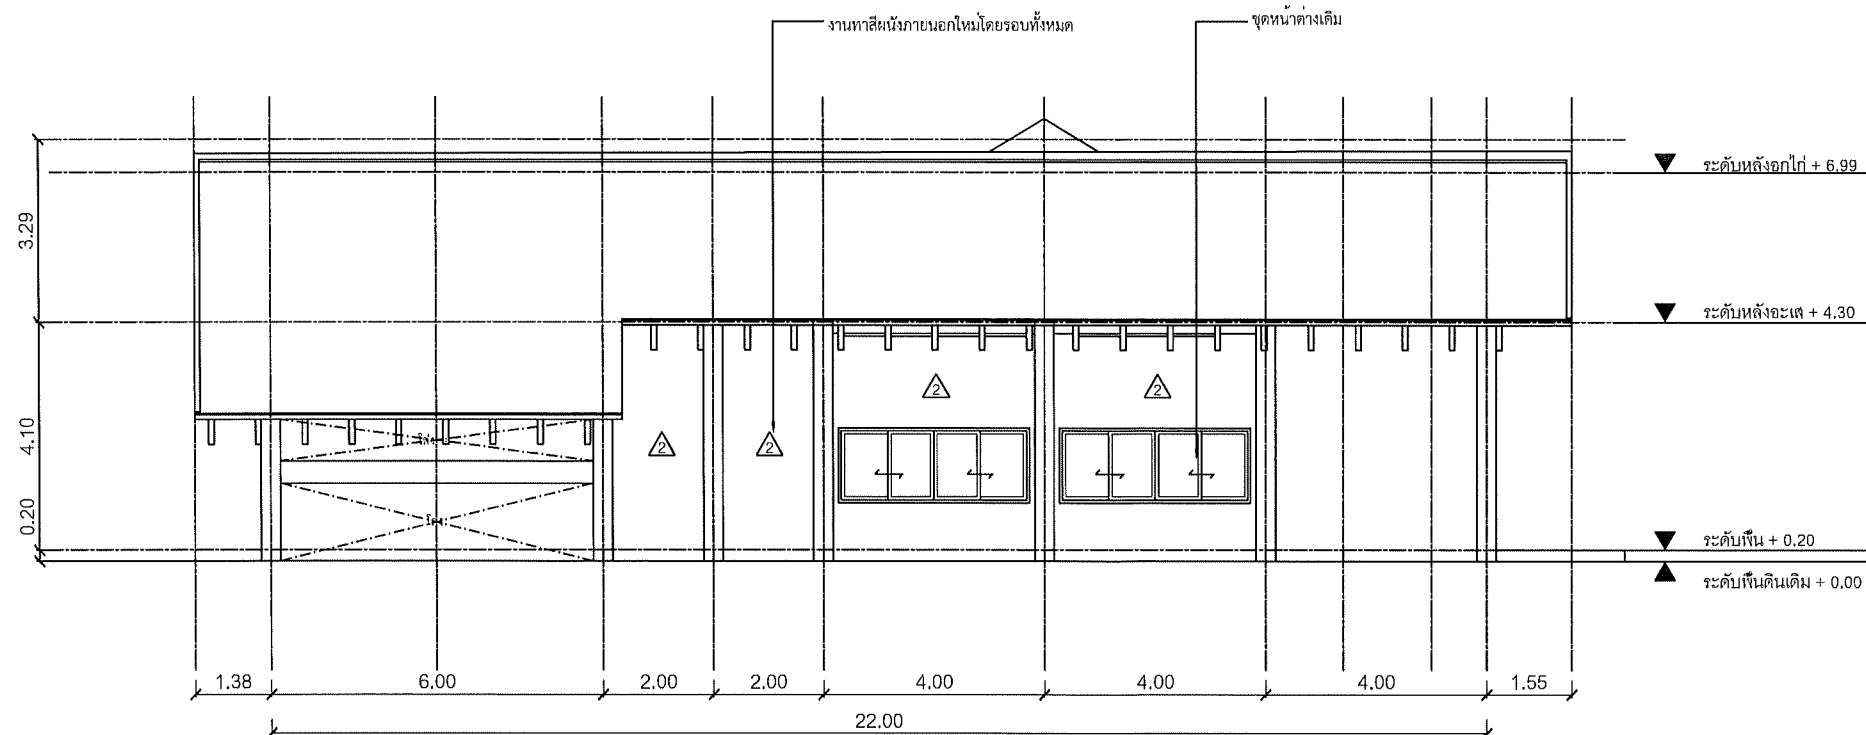 งานทาสีผนังภายนอกใหม่โดยรอบทั้งหมด
ชุดหน้าต่างเดิม
ระดับหลังอกไก่ + 6.99
3.29
ระดับหลังอะเส + 4.30
2
2
4.10
2
2
0.20
ระดับพื้น + 0.20
ระดับพื้นดินเดิม + 0.00
1.38
6.00
2.00
2.00
4.00
4.00
4.00
1.55
22.00